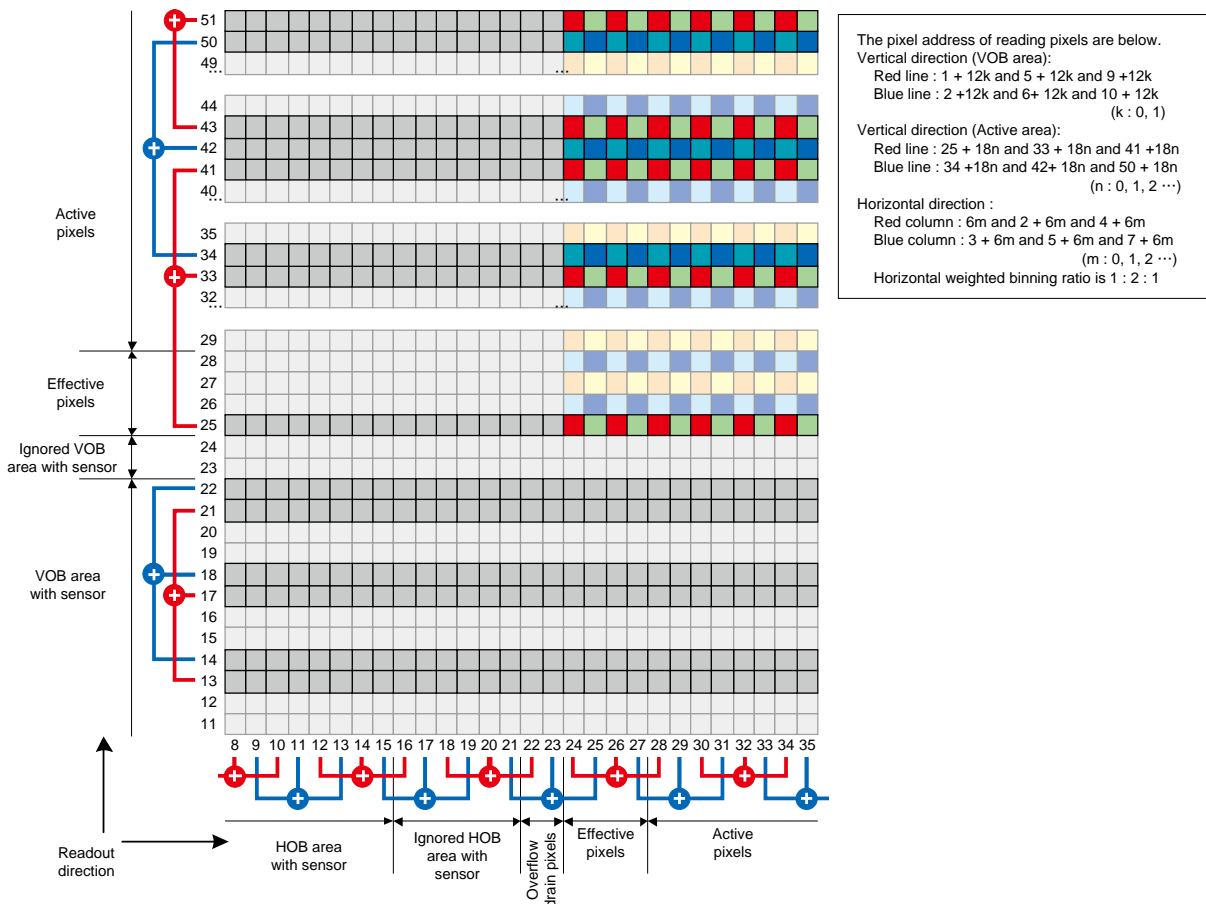 51
50
49
...
...
44
43
42
41
40
...
...
35
34
33
32
...
...
29
28
27
26
25
24
23
22
21
20
19
18
17
16
15
14
13
12
11
Active
pixels
Effective
pixels
Ignored VOB
area with sensor
VOB area
with sensor
8 9 10 11 12 13 14 15 16 17 18 19 20 21 22 23 24 25 26 27 28 29 30 31 32 33 34 35
Readout
direction
HOB area
with sensor
Ignored HOB
area with
sensor
Overflow
drain pixels
Effective
pixels
Active
pixels
The pixel address of reading pixels are below.
Vertical direction (VOB area):
Red line : 1 + 12k and 5 + 12k and 9 +12k
Blue line : 2 +12k and 6+ 12k and 10 + 12k
(k : 0, 1)
Vertical direction (Active area):
Red line : 25 + 18n and 33 + 18n and 41 +18n
Blue line : 34 +18n and 42+ 18n and 50 + 18n
(n : 0, 1, 2 ⋯)
Horizontal direction :
Red column : 6m and 2 + 6m and 4 + 6m
Blue column : 3 + 6m and 5 + 6m and 7 + 6m
(m : 0, 1, 2 ⋯)
Horizontal weighted binning ratio is 1 : 2 : 1